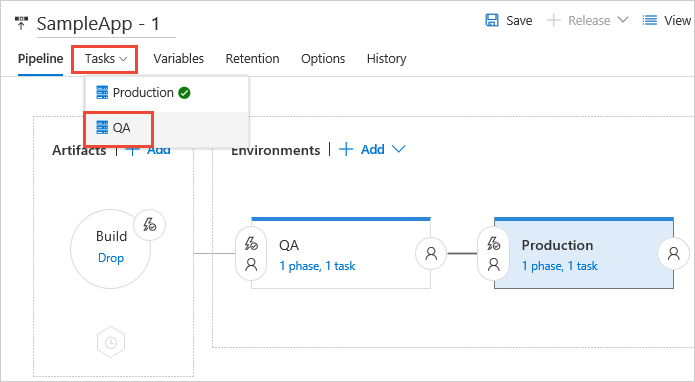 SampleApp - 1
Save
Release
View
Pipeline
Tasks
Variables
Retention
Options
History
Production
QA
Artifacts
Add
Environments
Add
Build
Drop
QA
1 phase, 1 task
Production
1 phase, 1 task